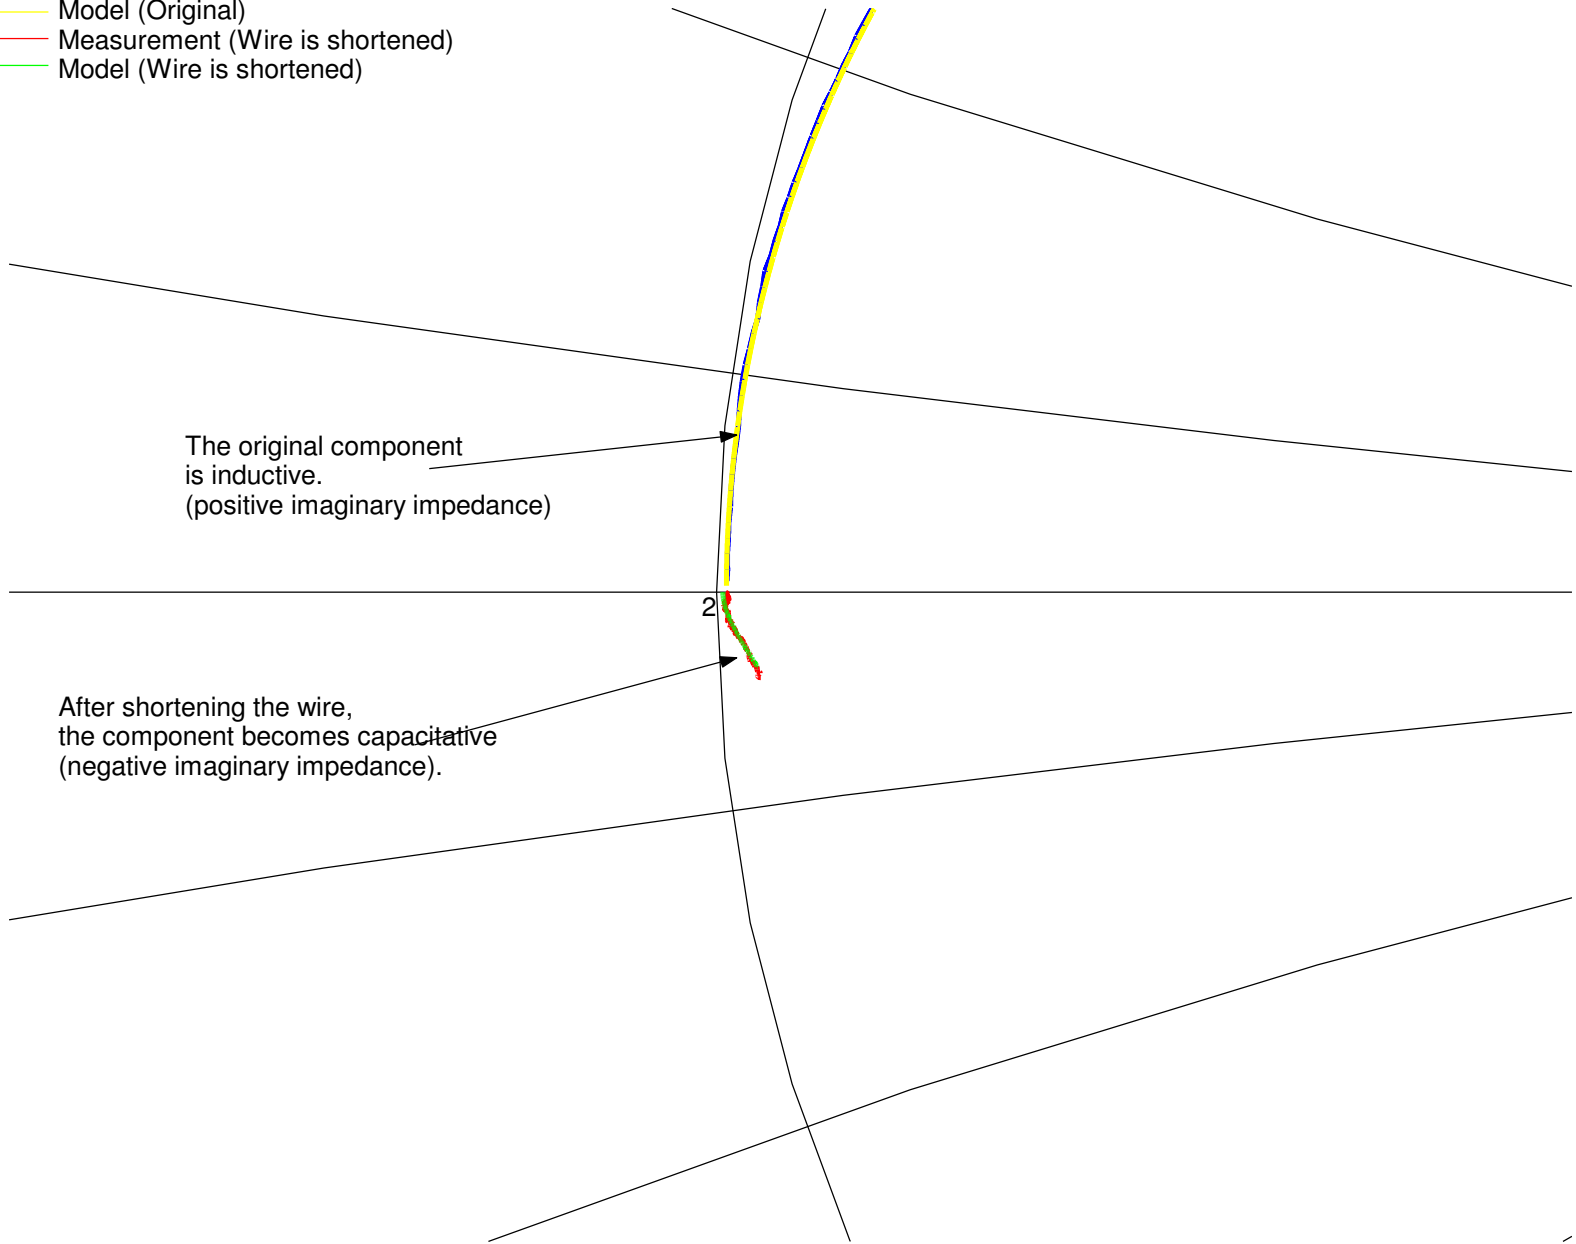 Model (Original)
Measurement (Wire is shortened)
Model (Wire is shortened)
The original component
is inductive.
(positive imaginary impedance)
2
After shortening the wire,
the component becomes capacitative
(negative imaginary impedance).